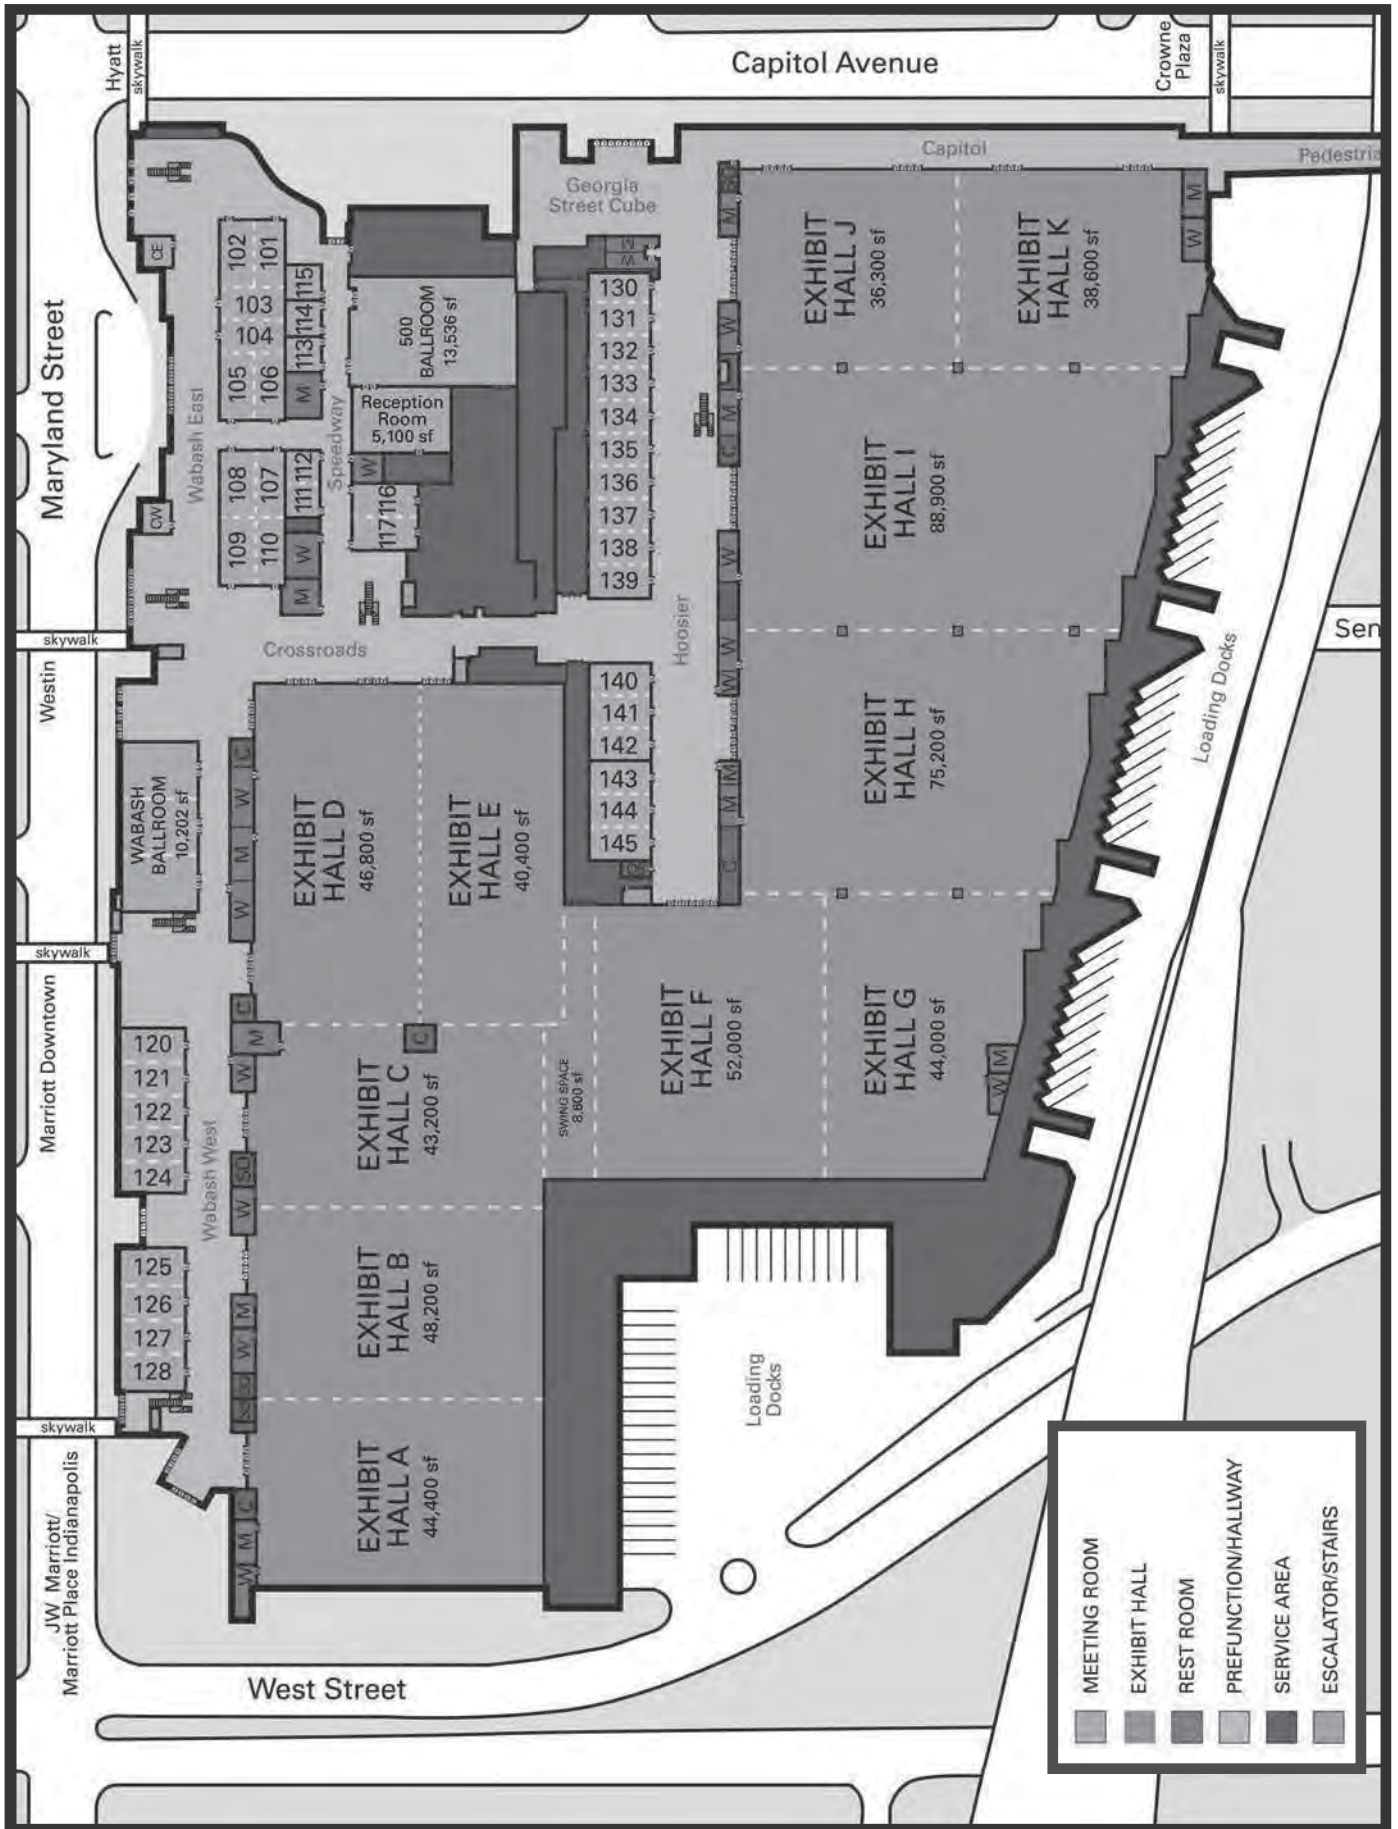 Capitol Avenue
Hyatt
skywalk
Crowne
Plaza
skywalk
Capitol
Pedestria
Georgia
Street Cube
Maryland Street
CE
CW
Wabash East
102
101
103
104
105
106
115
114
113
M
108
107
109
110
111
112
W
M
Speedway
500
BALLROOM
13,536 sf
Reception
Room
5,100 sf
W
116
117
M
W
130
131
132
133
134
135
136
137
138
139
M
W
M
C
W
W
W
Hoosier
EXHIBIT
HALL J
36,300 sf
EXHIBIT
HALL K
38,600 sf
M
W
EXHIBIT
HALL I
88,900 sf
EXHIBIT
HALL H
75,200 sf
Loading Docks
Sen
skywalk
Westin
Crossroads
140
141
142
143
144
145
M
M
C
WABASH
BALLROOM
10,202 sf
C
W
M
W
EXHIBIT
HALL D
46,800 sf
EXHIBIT
HALL E
40,400 sf
skywalk
Marriott Downtown
C
M
W
C
120
121
122
123
124
Wabash West
SO
W
EXHIBIT
HALL C
43,200 sf
SWING SPACE
8,600 sf
EXHIBIT
HALL F
52,000 sf
EXHIBIT
HALL G
44,000 sf
M
W
125
126
127
128
M
W
EXHIBIT
HALL B
48,200 sf
skywalk
JW Marriott/
Marriott Place Indianapolis
C
M
W
EXHIBIT
HALL A
44,400 sf
Loading
Docks
West Street
MEETING ROOM
EXHIBIT HALL
REST ROOM
PREFUNCTION/HALLWAY
SERVICE AREA
ESCALATOR/STAIRS